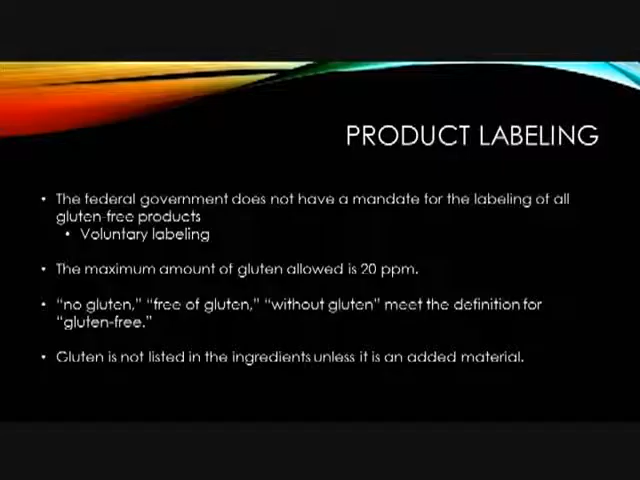 PRODUCT LABELING
• The federal government does not have a mandate for the labeling of all
gluten-free products
• Voluntary labeling
• The maximum amount of gluten allowed is 20 ppm.
• “no gluten,” “free of gluten,” “without gluten” meet the definition for
“gluten-free.”
• Gluten is not listed in the ingredients unless it is an added material.